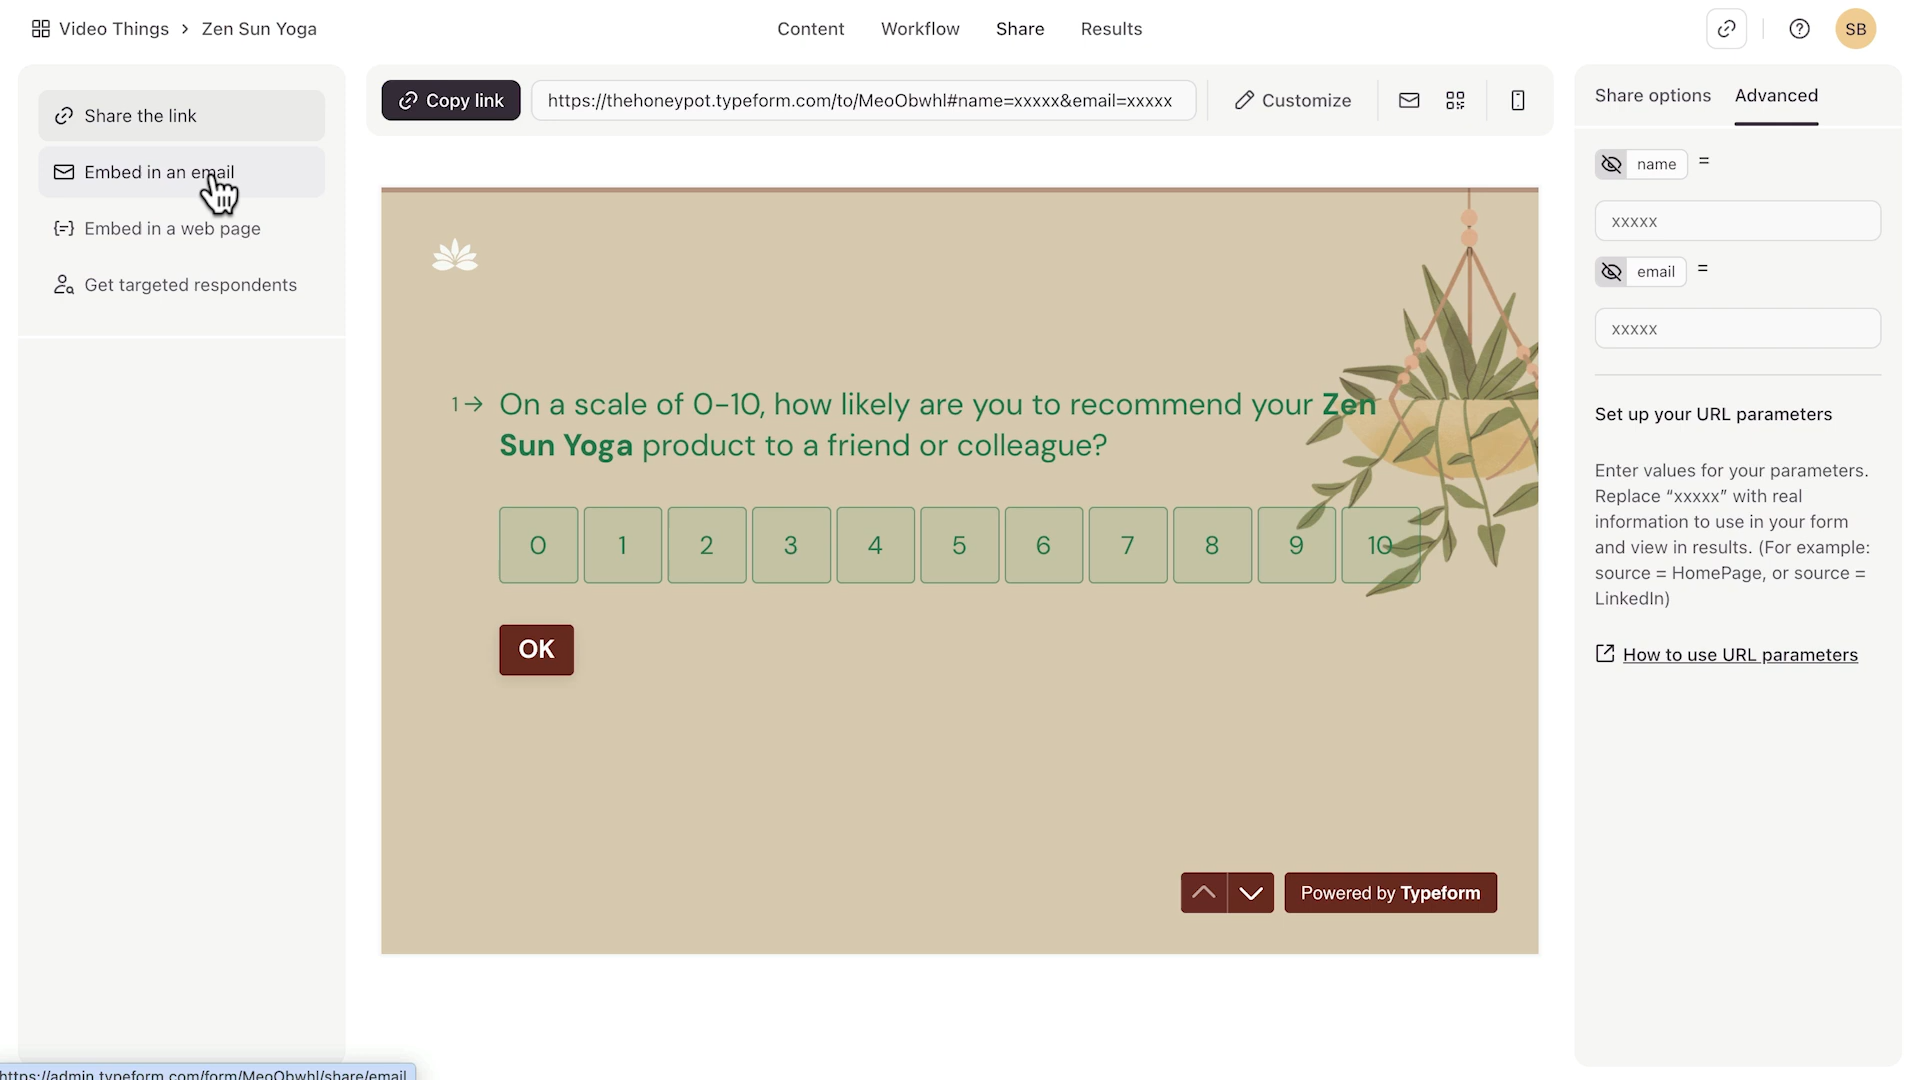 Video Things > Zen Sun Yoga
Content Workflow Share Results
SB
Share the link
Embed in an email
Embed in a web page
Get targeted respondents
Copy link https://thehoneypot.typeform.com/to/MeoObwhl#name=xxxxx&email=xxxxx Customize
1 On a scale of 0-10, how likely are you to recommend your Zen
Sun Yoga product to a friend or colleague?
0 1 2 3 4 5 6 7 8 9 10
OK
Powered by Typeform
Share options Advanced
name =
xxxxx
email =
xxxxx
Set up your URL parameters
Enter values for your parameters.
Replace “xxxxx” with real
information to use in your form
and view in results. (For example:
source = HomePage, or source =
LinkedIn)
How to use URL parameters
https://admin.typeform.com/form/MeoObwhl/share/email